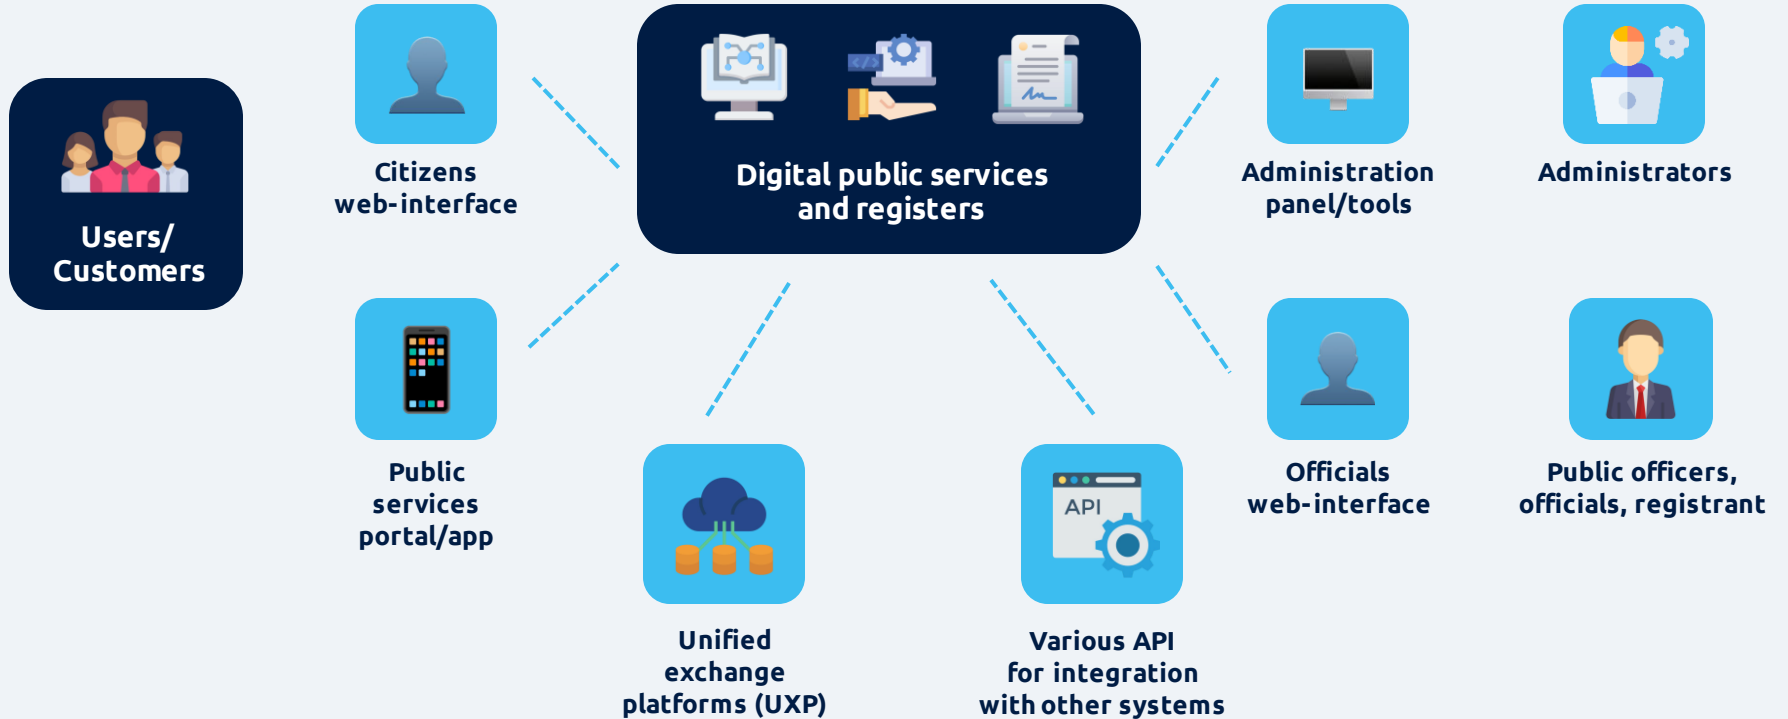 Users/
Customers
Citizens
web-interface
Public
services
portal/app
Digital public services
and registers
Unified
exchange
platforms (UXP)
API
Various API
for integration
with other systems
Administration
panel/tools
Administrators
Officials
web-interface
Public officers,
officials, registrant